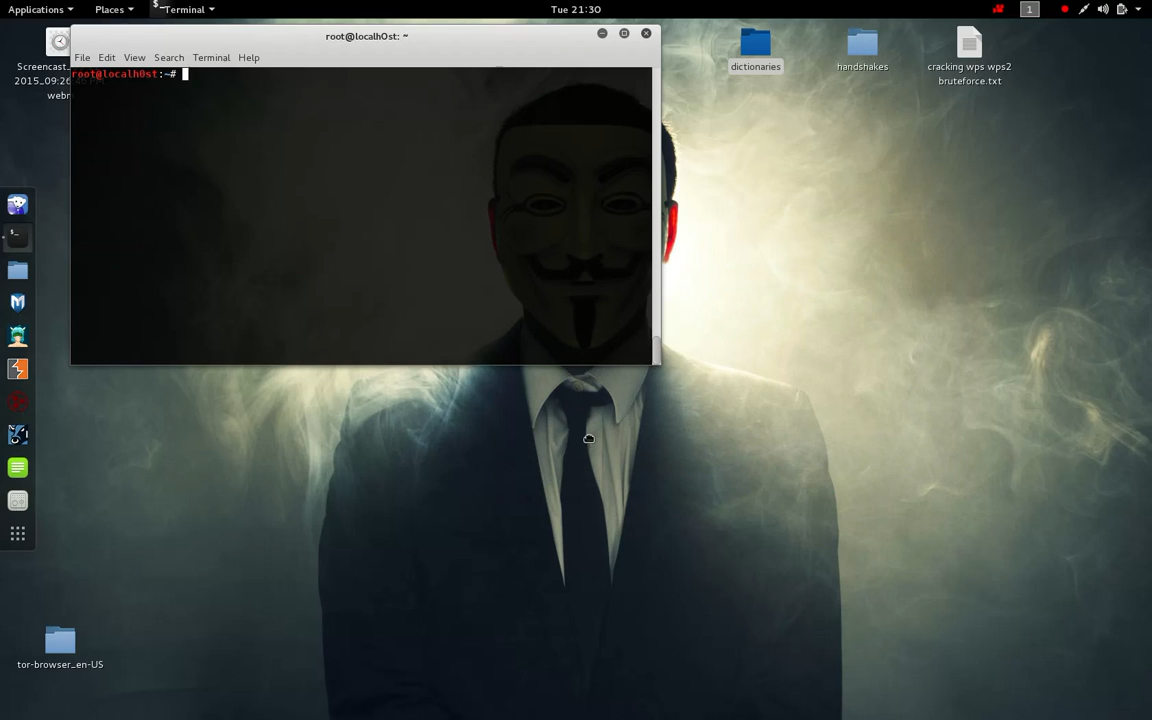 Applications
Places
Terminal
Tue 21:30
1
root@localh0st: ~
File Edit View Search Terminal Help
root@localh0st:~#
Screencast
2015_09:26
webm
dictionaries
handshakes
cracking wps wps2
bruteforce.txt
tor-browser_en-US